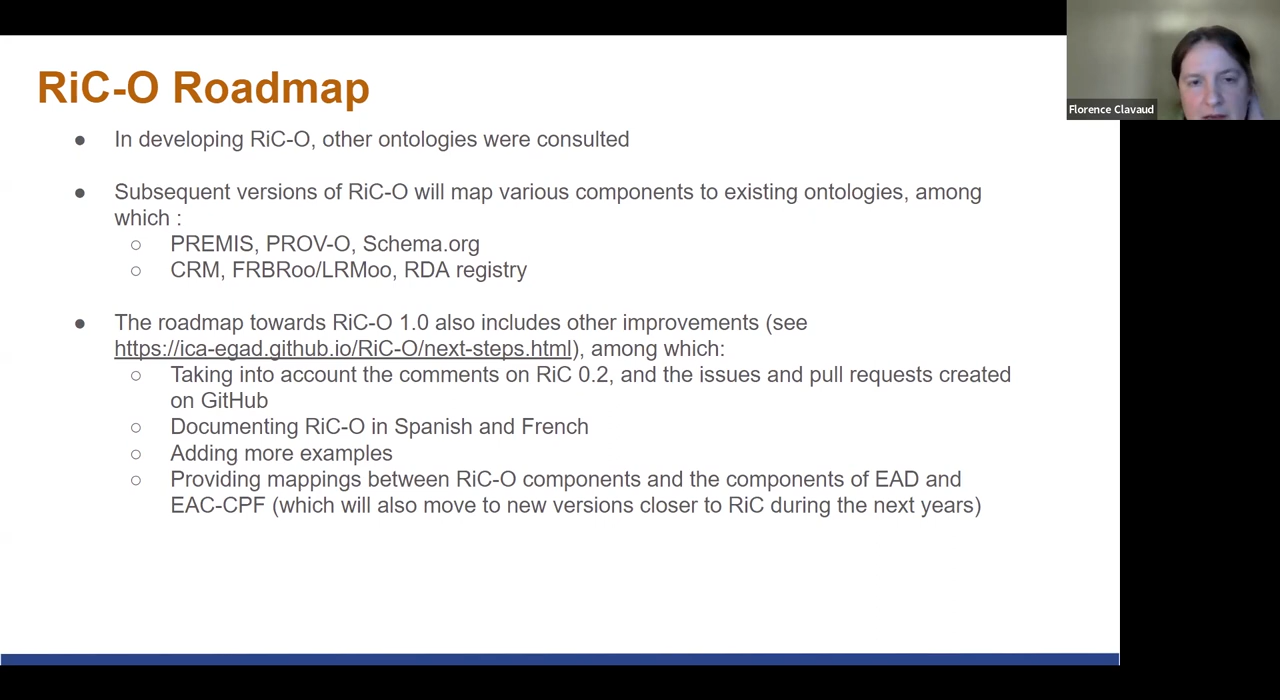 RiC-O Roadmap
Florence Clavaud
● In developing RiC-O, other ontologies were consulted
● Subsequent versions of RiC-O will map various components to existing ontologies, among
which :
○ PREMIS, PROV-O, Schema.org
○ CRM, FRBRoo/LRMoo, RDA registry
● The roadmap towards RiC-O 1.0 also includes other improvements (see
https://ica-egad.github.io/RiC-O/next-steps.html), among which:
○ Taking into account the comments on RiC 0.2, and the issues and pull requests created
on GitHub
○ Documenting RiC-O in Spanish and French
○ Adding more examples
○ Providing mappings between RiC-O components and the components of EAD and
EAC-CPF (which will also move to new versions closer to RiC during the next years)